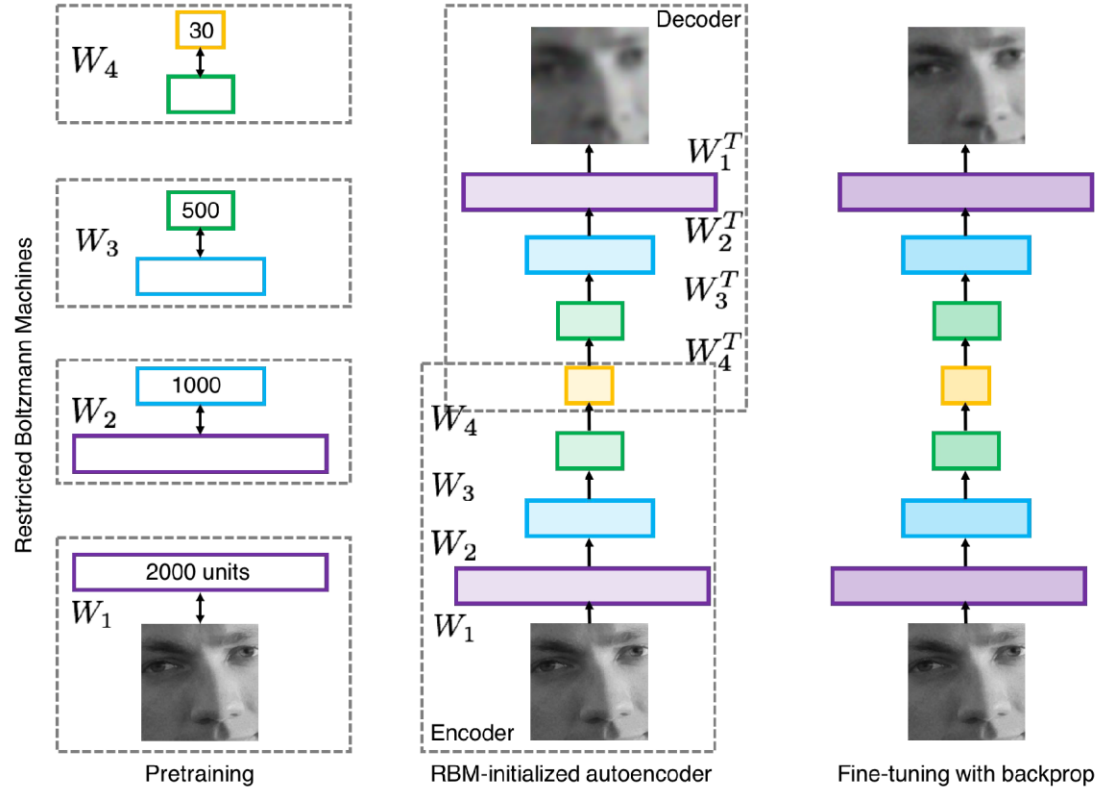 Restricted Boltzmann Machines
30
W_4
500
W_3
1000
W_2
2000 units
W_1
Pretraining
Decoder
W_1^T
W_2^T
W_3^T
W_4^T
W_4
W_3
W_2
W_1
Encoder
RBM-initialized autoencoder
Fine-tuning with backprop